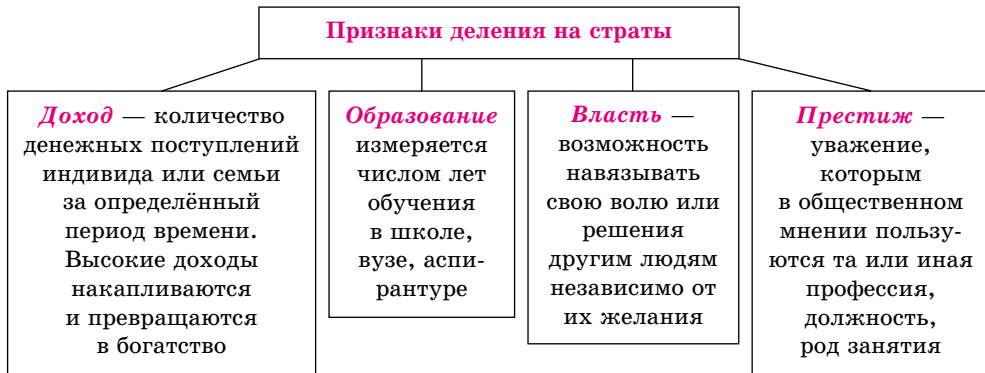 Признаки деления на страты
Доход — количество
денежных поступлений
индивида или семьи
за определённый
период времени.
Высокие доходы
накапливаются
и превращаются
в богатство
Образование
измеряется
числом лет
обучения
в школе,
вузе, аспи-
рантуре
Власть —
возможность
навязывать
свою волю или
решения
другим людям
независимо от
их желания
Престиж —
уважение,
которым
в общественном
мнении пользу-
ются та или иная
профессия,
должность,
род занятия